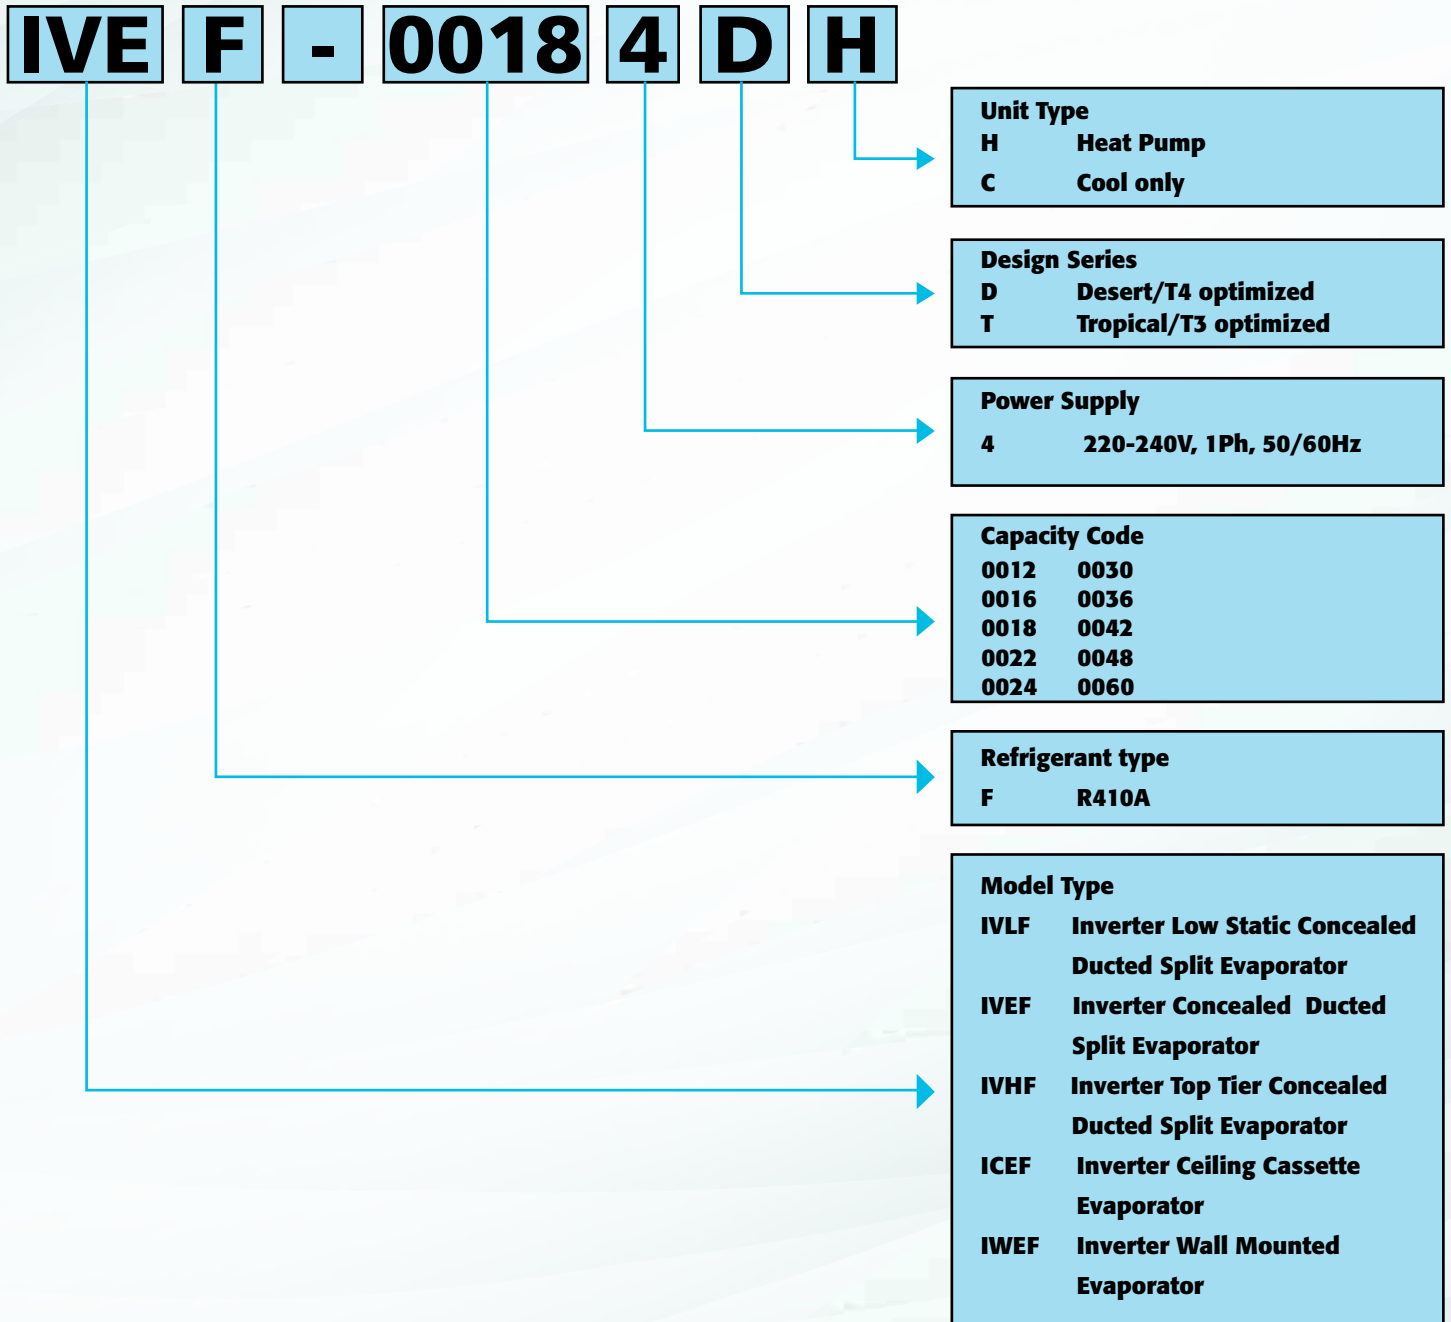 IVE F - 0018 4 D H
Unit Type
H Heat Pump
C Cool only
Design Series
D Desert/T4 optimized
T Tropical/T3 optimized
Power Supply
4 220-240V, 1Ph, 50/60Hz
Capacity Code
0012 0030
0016 0036
0018 0042
0022 0048
0024 0060
Refrigerant type
F R410A
Model Type
IVLF Inverter Low Static Concealed
Ducted Split Evaporator
IVEF Inverter Concealed Ducted
Split Evaporator
IVHF Inverter Top Tier Concealed
Ducted Split Evaporator
ICEF Inverter Ceiling Cassette
Evaporator
IWEF Inverter Wall Mounted
Evaporator